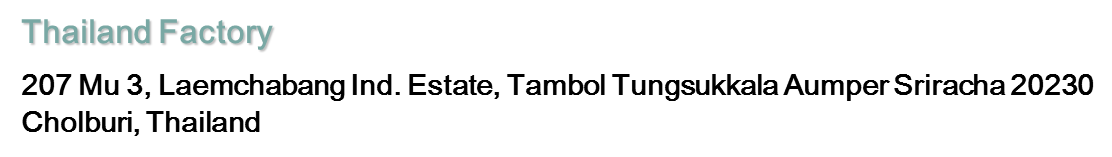 Thailand Factory
207 Mu 3, Laemchabang Ind. Estate, Tambol Tungsukkala Aumper Sriracha 20230
Cholburi, Thailand